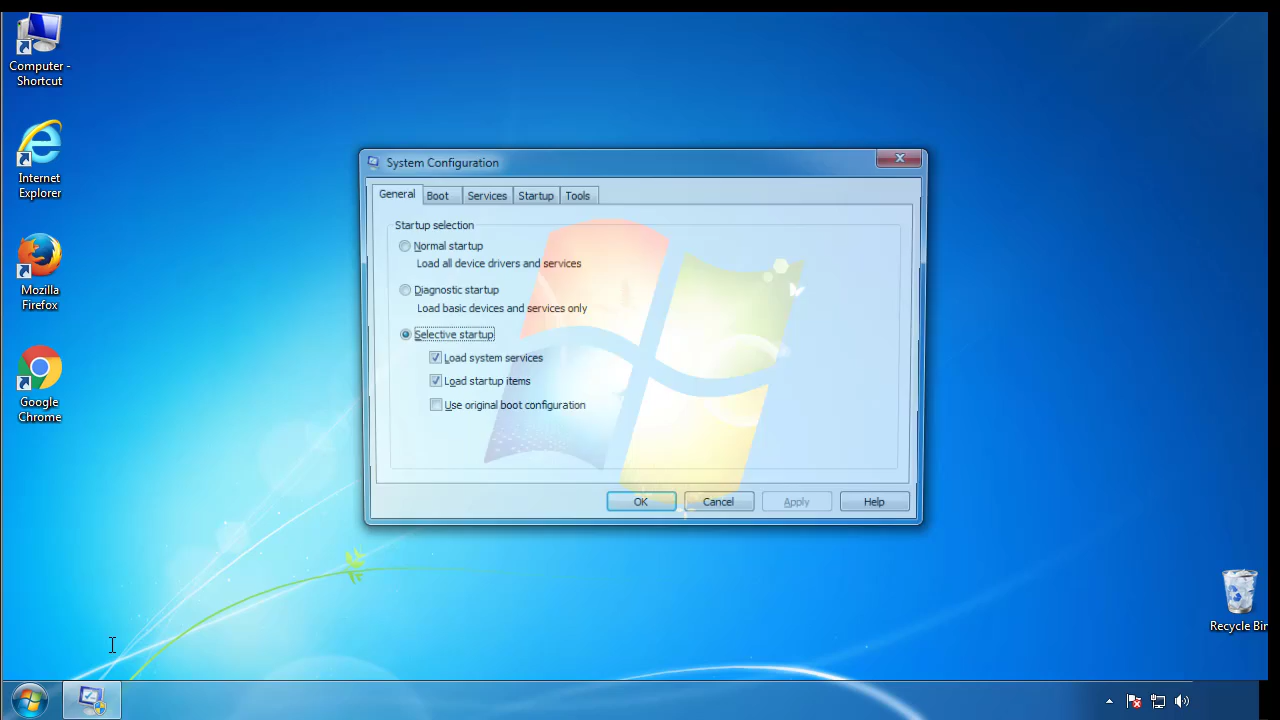 Computer -
Shortcut
Internet
Explorer
Mozilla
Firefox
Google
Chrome
System Configuration
General Boot Services Startup Tools
Startup selection
Normal startup
Load all device drivers and services
Diagnostic startup
Load basic devices and services only
Selective startup
Load system services
Load startup items
Use original boot configuration
OK Cancel Apply Help
Recycle Bin